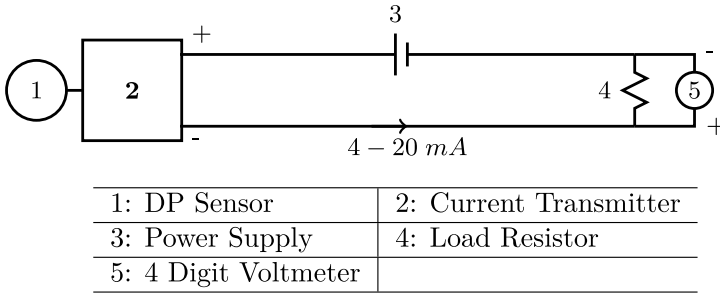 3
+
-
1
2
4
5
-
+
4 – 20 mA
1: DP Sensor 2: Current Transmitter
3: Power Supply 4: Load Resistor
5: 4 Digit Voltmeter